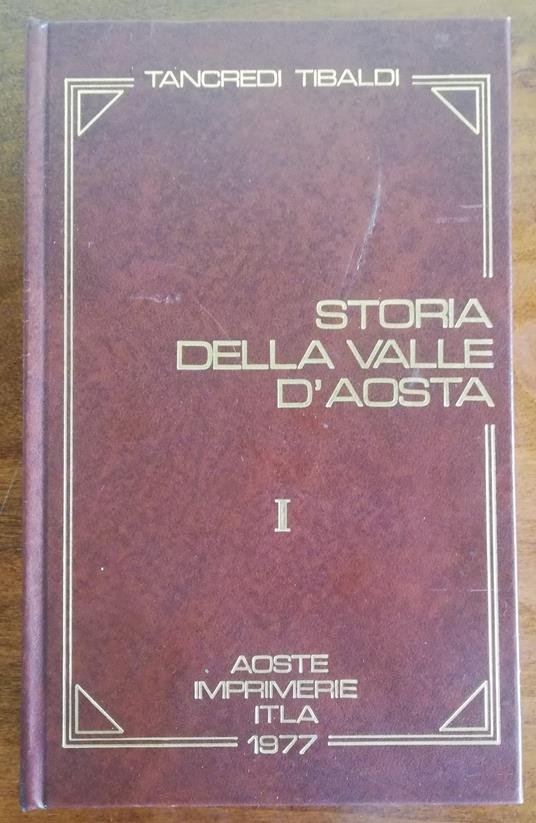 TANCREDI TIBALDI
STORIA
DELLA VALLE
D'AOSTA
I
AOSTE
IMPRIMERIE
ITLA
1977